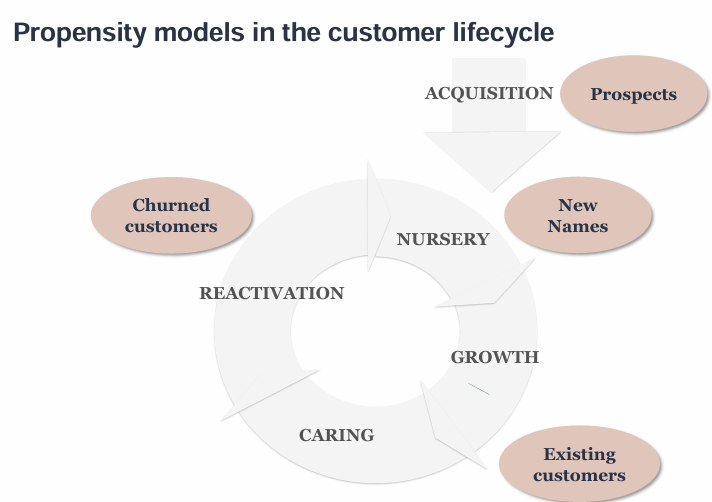 Propensity models in the customer lifecycle
ACQUISITION
Prospects
Churned
customers
New
Names
NURSERY
REACTIVATION
GROWTH
CARING
Existing
customers